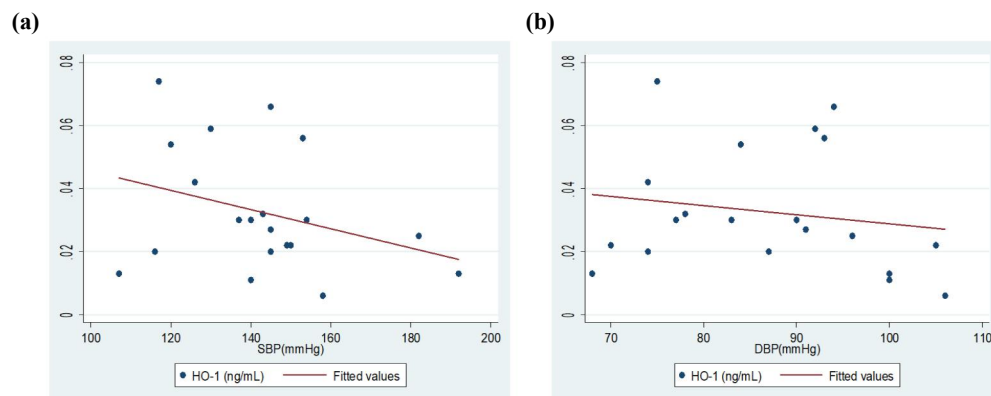 (a)
.08
.06
.04
.02
0
100 120 140 160 180 200
SBP(mmHg)
HO-1 (ng/mL) Fitted values
(b)
.08
.06
.04
.02
0
70 80 90 100 110
DBP(mmHg)
HO-1 (ng/mL) Fitted values